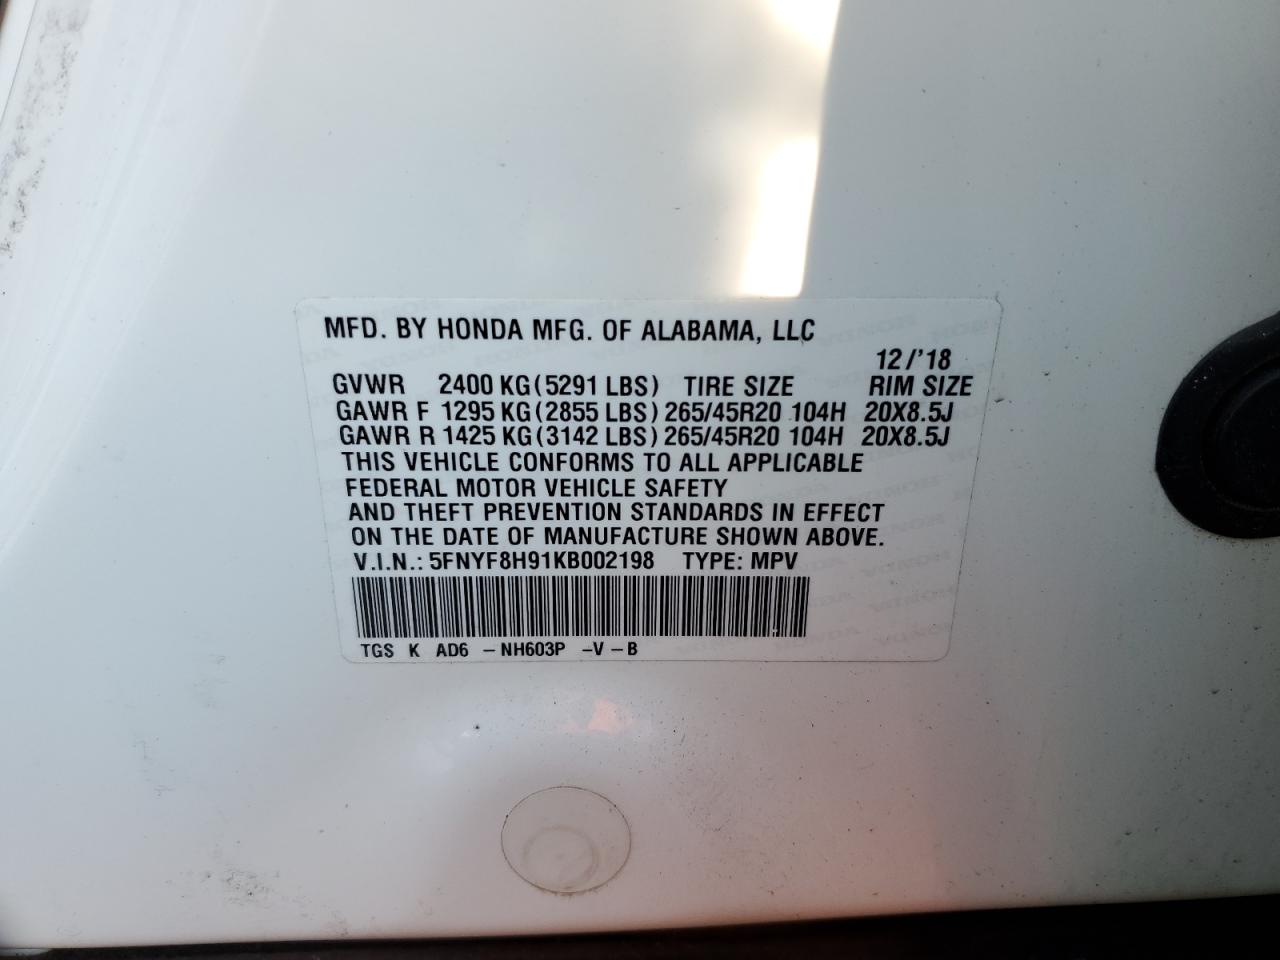 MFD. BY HONDA MFG. OF ALABAMA, LLC
12/'18
GVWR 2400 KG(5291 LBS) TIRE SIZE RIM SIZE
GAWR F 1295 KG(2855 LBS) 265/45R20 104H 20X8.5J
GAWR R 1425 KG(3142 LBS) 265/45R20 104H 20X8.5J
THIS VEHICLE CONFORMS TO ALL APPLICABLE
FEDERAL MOTOR VEHICLE SAFETY
AND THEFT PREVENTION STANDARDS IN EFFECT
ON THE DATE OF MANUFACTURE SHOWN ABOVE.
V.I.N.: 5FNYF8H91KB002198 TYPE: MPV
TGS K AD6 -NH603P -V-B